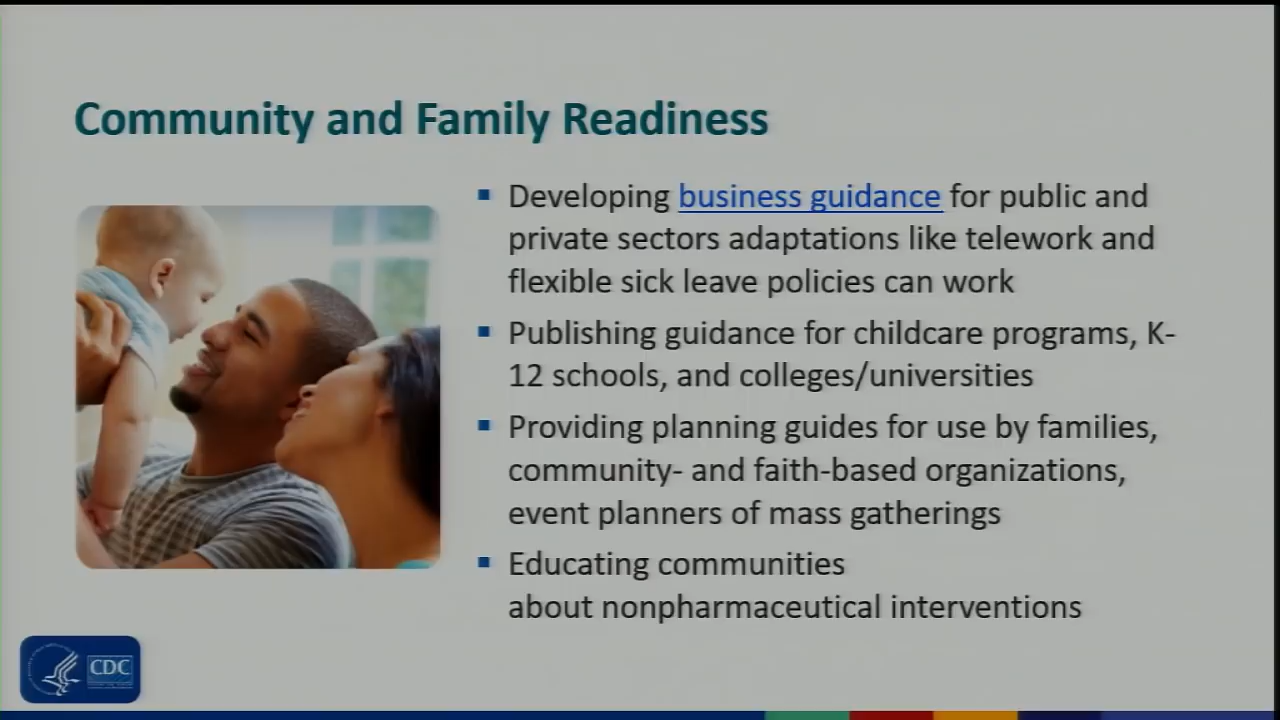 Community and Family Readiness
Developing business guidance for public and
private sectors adaptations like telework and
flexible sick leave policies can work
Publishing guidance for childcare programs, K-
12 schools, and colleges/universities
Providing planning guides for use by families,
community- and faith-based organizations,
event planners of mass gatherings
Educating communities
about nonpharmaceutical interventions
CDC